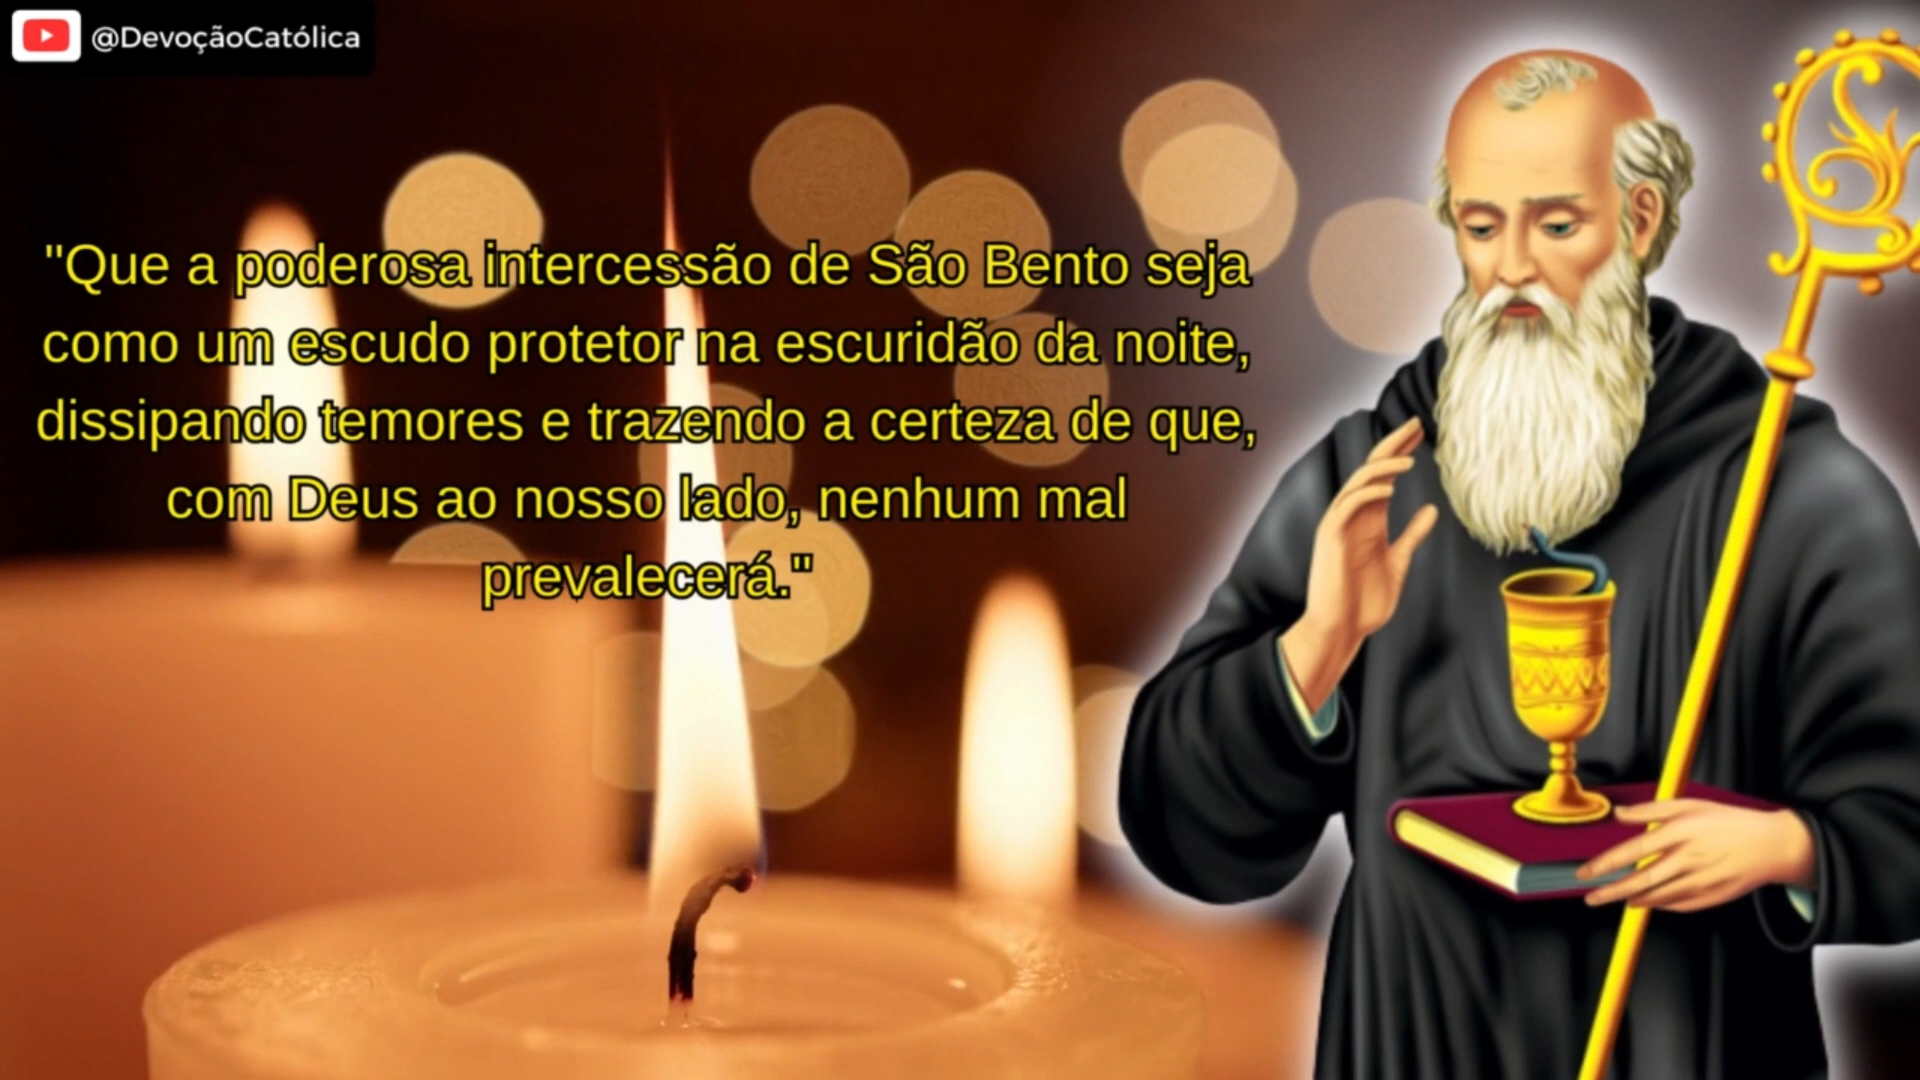 @DevoçãoCatólica
"Que a poderosa intercessão de São Bento seja
como um escudo protetor na escuridão da noite,
dissipando temores e trazendo a certeza de que,
com Deus ao nosso lado, nenhum mal
prevalecerá."